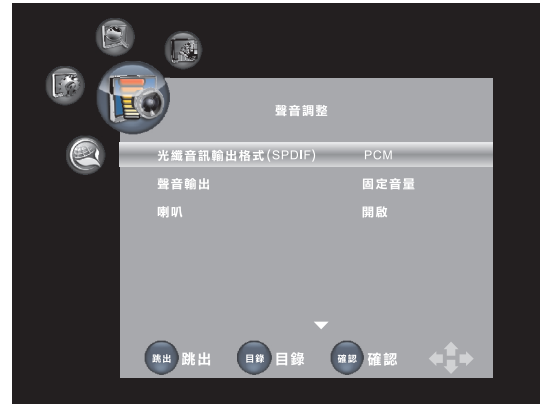 聲音調整
光纖音訊輸出格式(SPDIF) PCM
聲音輸出 固定音量
喇叭 開啟
跳出 跳出 目錄 目錄 確認 確認